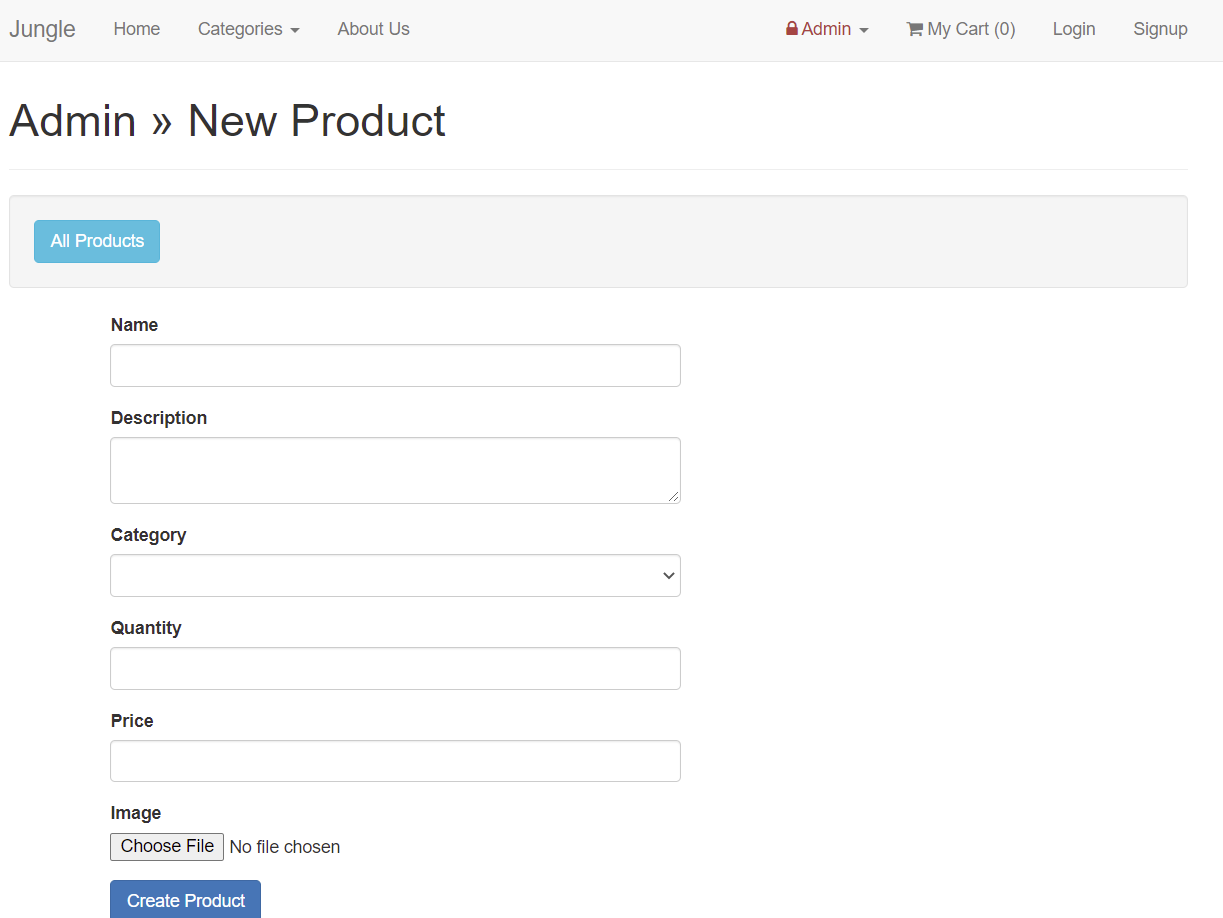 Jungle Home Categories About Us Admin My Cart (0) Login Signup
Admin » New Product
All Products
Name
Description
Category
Quantity
Price
Image
Choose File No file chosen
Create Product